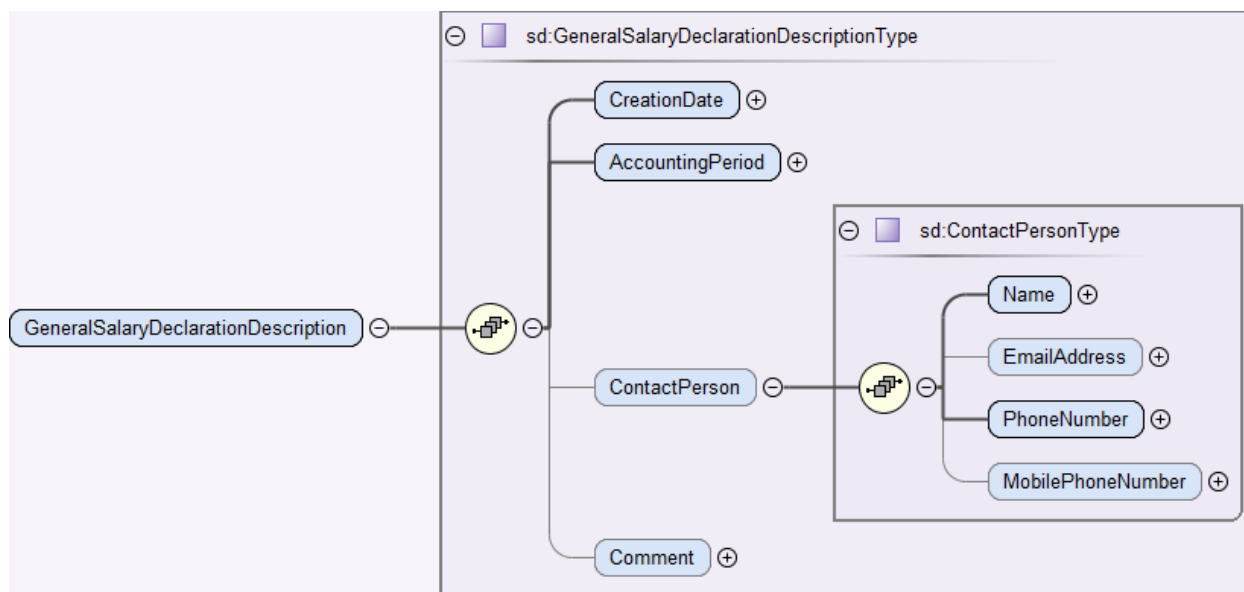 sd:GeneralSalaryDeclarationDescriptionType
CreationDate
AccountingPeriod
sd:ContactPersonType
Name
GeneralSalaryDeclarationDescription
EmailAddress
ContactPerson
PhoneNumber
MobilePhoneNumber
Comment